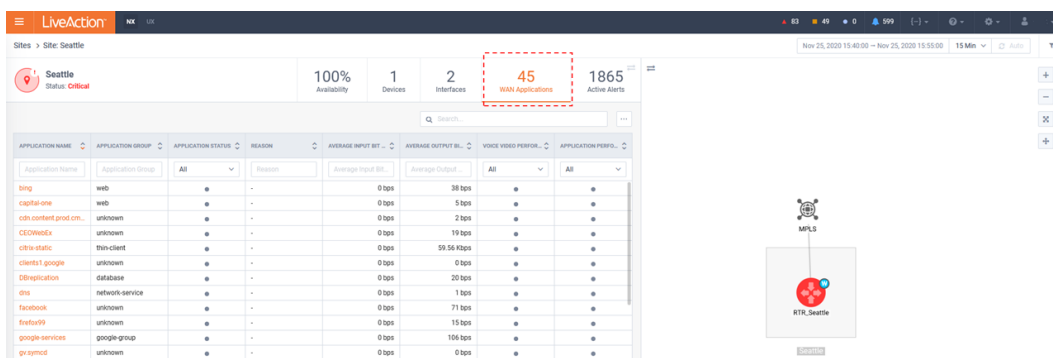 LiveAction NX UX 83 49 0 599
Sites > Site: Seattle Nov 25, 2020 15:40:00 – Nov 25, 2020 15:55:00 15 Min Auto
Seattle
Status: Critical
100% 1 2 45 1865
Availability Devices Interfaces WAN Applications Active Alerts
Search...
APPLICATION NAME APPLICATION GROUP APPLICATION STATUS REASON AVERAGE INPUT BIT ... AVERAGE OUTPUT BI... VOICE VIDEO PERFOR... APPLICATION PERFO...
Application Name Application Group All Reason Average Input Bit... Average Output ... All All
bing web - 0 bps 38 bps
capital-one web - 0 bps 5 bps
cdn.content.prod.cm... unknown - 0 bps 2 bps
CEOWebEx unknown - 0 bps 19 bps
citrix-static thin-client - 0 bps 59.56 Kbps
clients1.google unknown - 0 bps 0 bps
DBreplication database - 0 bps 20 bps
dns network-service - 0 bps 1 bps
facebook unknown - 0 bps 71 bps
firefox99 unknown - 0 bps 15 bps
google-services google-group - 0 bps 106 bps
gv.symcd unknown - 0 bps 0 bps
MPLS
W
RTR_Seattle
Seattle